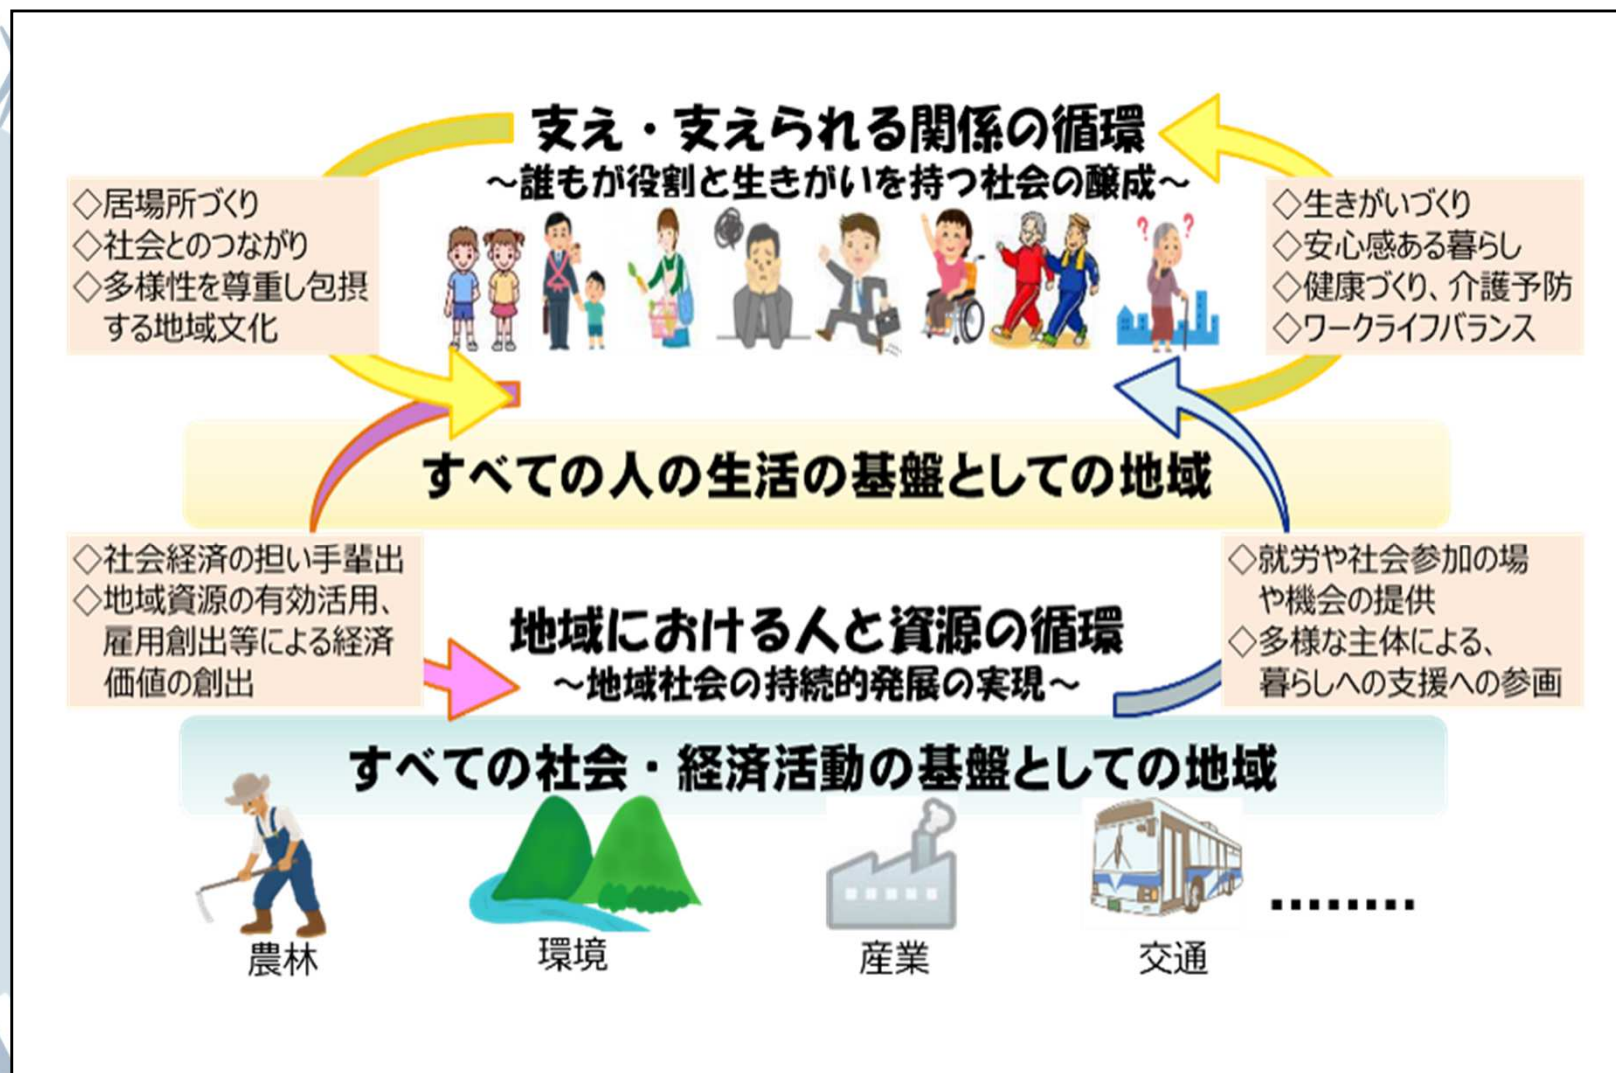 支え・支えられる関係の循環
～誰もが役割と生きがいを持つ社会の醸成～
◇居場所づくり
◇社会とのつながり
◇多様性を尊重し包摂
する地域文化
◇生きがいづくり
◇安心感ある暮らし
◇健康づくり、介護予防
◇ワークライフバランス
? ?
すべての人の生活の基盤としての地域
◇社会経済の担い手輩出
◇地域資源の有効活用、
雇用創出等による経済
価値の創出
地域における人と資源の循環
～地域社会の持続的発展の実現～
◇就労や社会参加の場
や機会の提供
◇多様な主体による、
暮らしへの支援への参画
すべての社会・経済活動の基盤としての地域
農林
環境
産業
交通
………